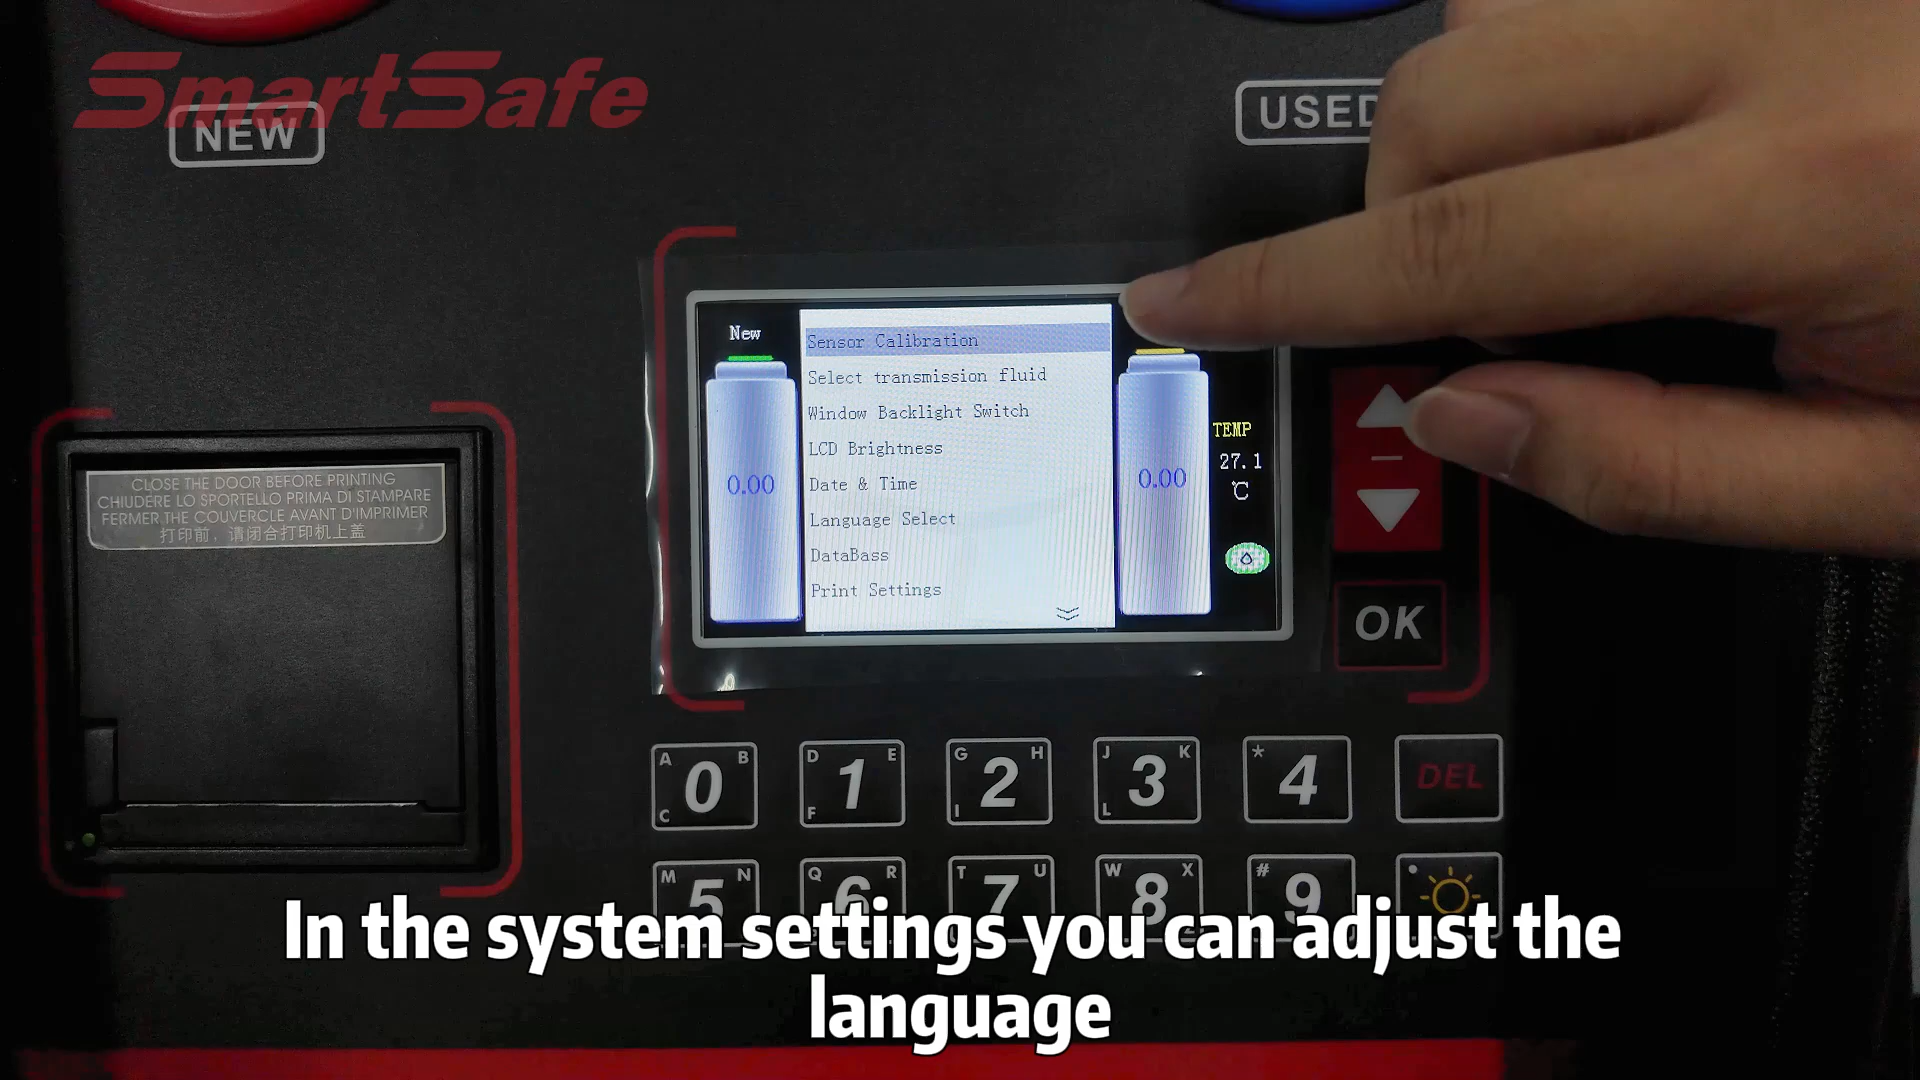 SmartSafe
NEW
USED
New
Sensor Calibration
Select transmission fluid
Window Backlight Switch
LCD Brightness
Date & Time
Language Select
DataBass
Print Settings
0.00
0.00
TEMP
27.1
℃
CLOSE THE DOOR BEFORE PRINTING
CHIUDERE LO SPORTELLO PRIMA DI STAMPARE
FERMER THE COUVERCLE AVANT D'IMPRIMER
打印前，请闭合打印机上盖
OK
A B 0 C
D E 1 F
G H 2 I
J K 3 L
* 4
DEL
M N 5
Q R 6
T U 7
W X 8
# 9
In the system settings you can adjust the
language